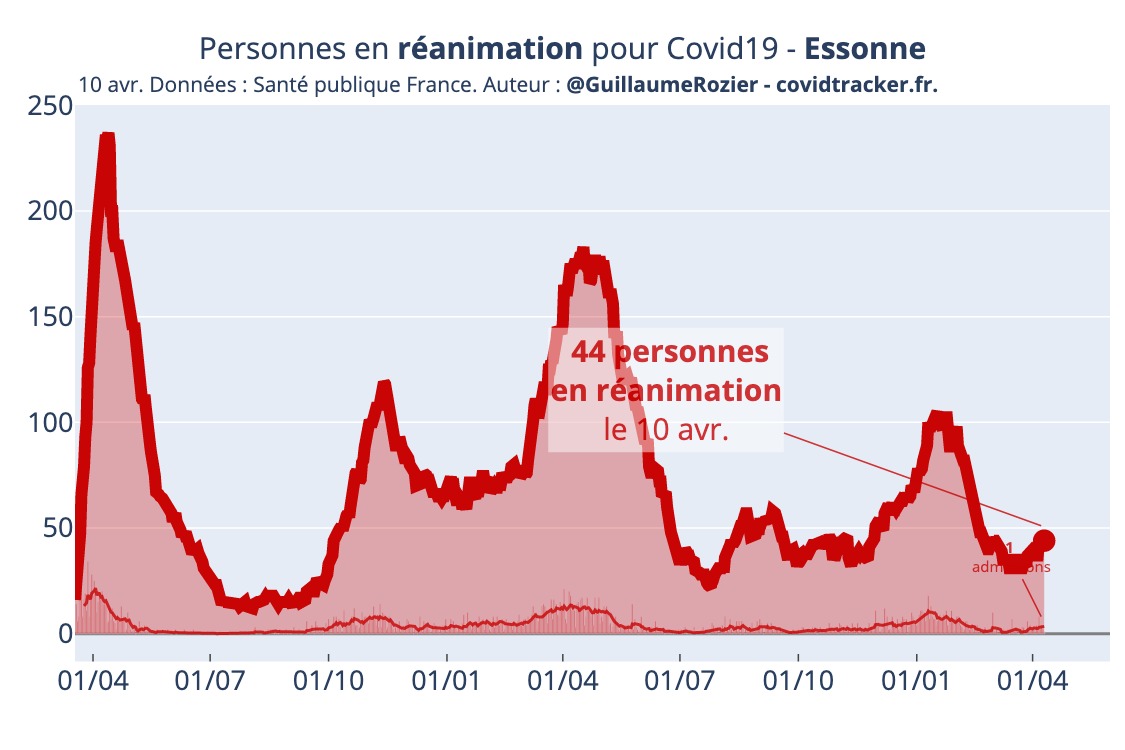 Personnes en réanimation pour Covid19 - Essonne
10 avr. Données : Santé publique France. Auteur : @GuillaumeRozier - covidtracker.fr.
250
200
150
100
50
0
44 personnes
en réanimation
le 10 avr.
1
01/04 01/07 01/10 01/01 01/04 01/07 01/10 01/01 01/04